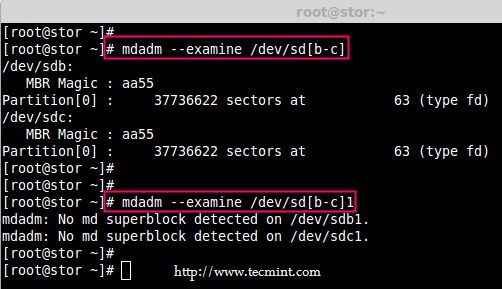 root@stor:~
[root@stor ~]#
[root@stor ~]# mdadm --examine /dev/sd[b-c]
/dev/sdb:
   MBR Magic : aa55
Partition[0] :     37736622 sectors at           63 (type fd)
/dev/sdc:
   MBR Magic : aa55
Partition[0] :     37736622 sectors at           63 (type fd)
[root@stor ~]#
[root@stor ~]#
[root@stor ~]# mdadm --examine /dev/sd[b-c]1
mdadm: No md superblock detected on /dev/sdb1.
mdadm: No md superblock detected on /dev/sdc1.
[root@stor ~]#
[root@stor ~]#
http://www.tecmint.com